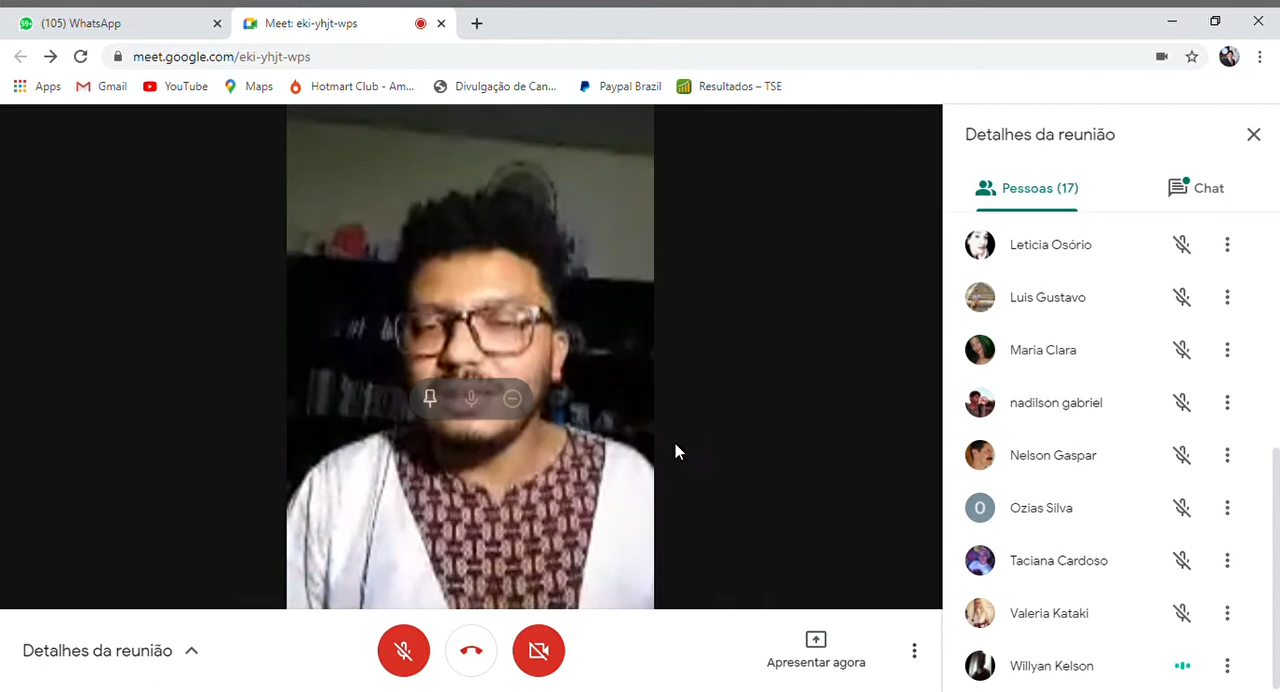 99+ (105) WhatsApp
Meet: eki-yhjt-wps
meet.google.com/eki-yhjt-wps
Apps Gmail YouTube Maps Hotmart Club - Am... Divulgação de Can... Paypal Brazil Resultados – TSE
Detalhes da reunião
Pessoas (17) Chat
Leticia Osório
Luis Gustavo
Maria Clara
nadilson gabriel
Nelson Gaspar
O Ozias Silva
Taciana Cardoso
Valeria Kataki
Willyan Kelson
Detalhes da reunião
Apresentar agora